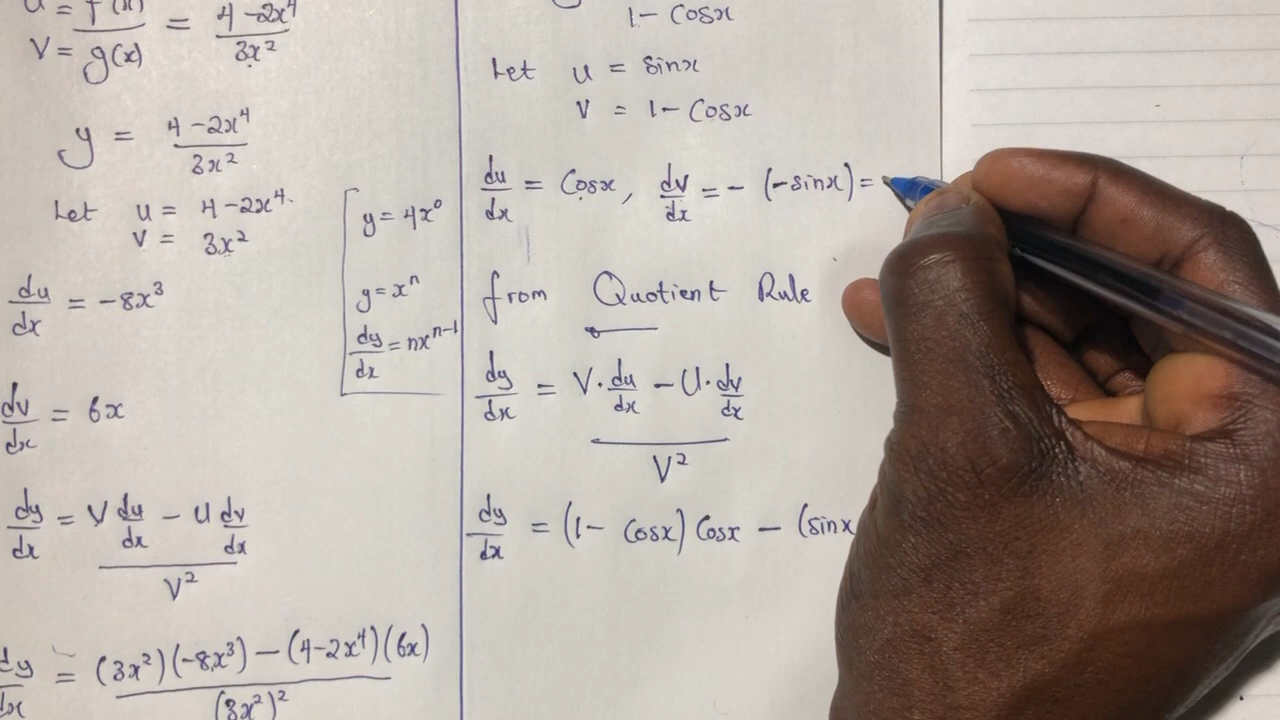 u = f(x) = 4-2x⁴
V = g(x) 3x²
y = 4-2x⁴
3x²
Let u = 4-2x⁴.
V = 3x²
du = -8x³
dx
dv = 6x
dx
dy = V du - U dv
dx dx dx
V²
dy = (3x²)(-8x³) - (4-2x⁴)(6x)
dx (3x²)²
y = 4x⁰
y = xⁿ
dy = nxⁿ⁻¹
dx
1 - Cosx
Let u = sinx
V = 1 - Cosx
du = Cosx, dv = - (-sinx) =
dx dx
from Quotient Rule
dy = V. du - U. dv
dx dx dx
V²
dy = (1 - Cosx) Cosx - (sinx
dx